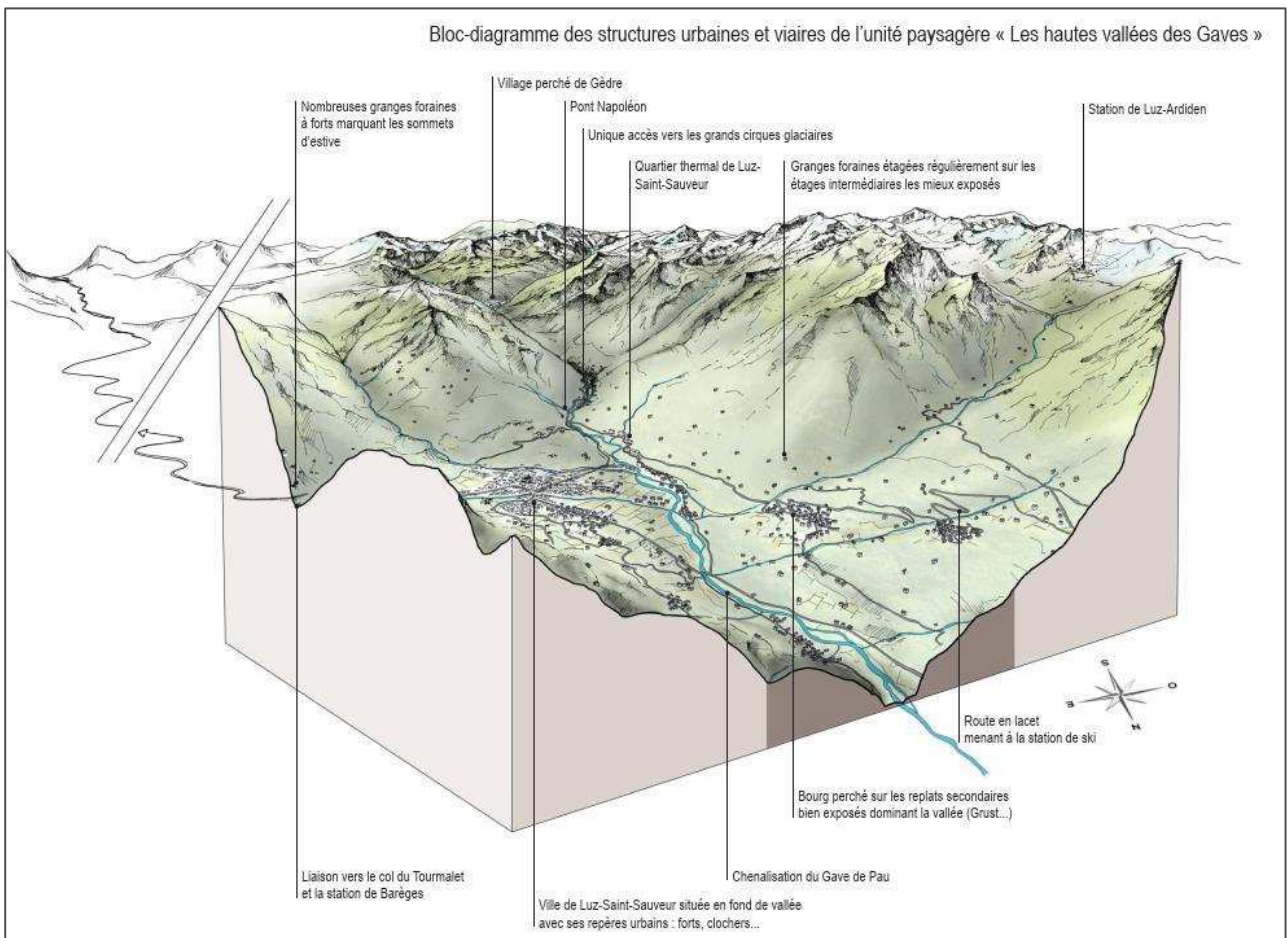 Bloc-diagramme des structures urbaines et viaires de l'unité paysagère « Les hautes vallées des Gaves »
Village perché de Gèdre
Nombreuses granges foraines
à forts marquant les sommets
d'estive
Pont Napoléon
Station de Luz-Ardiden
Unique accès vers les grands cirques glaciaires
Quartier thermal de Luz-
Saint-Sauveur
Granges foraines étagées régulièrement sur les
étages intermédiaires les mieux exposés
S
O
E
N
Route en lacet
menant à la station de ski
Bourg perché sur les replats secondaires
bien exposés dominant la vallée (Grust...)
Liaison vers le col du Tourmalet
et la station de Barèges
Chenalisation du Gave de Pau
Ville de Luz-Saint-Sauveur située en fond de vallée
avec ses repères urbains : forts, clochers...